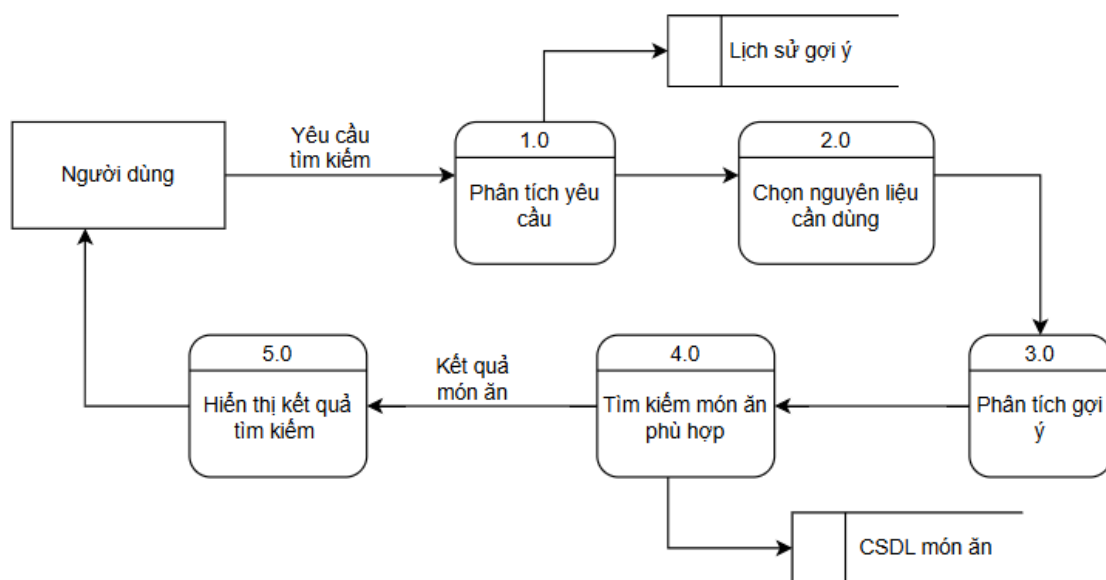 Lịch sử gợi ý
Người dùng
Yêu cầu
tìm kiếm
1.0
Phân tích yêu
cầu
2.0
Chọn nguyên liệu
cần dùng
5.0
Hiển thị kết quả
tìm kiếm
Kết quả
món ăn
4.0
Tìm kiếm món ăn
phù hợp
3.0
Phân tích gợi
ý
CSDL món ăn